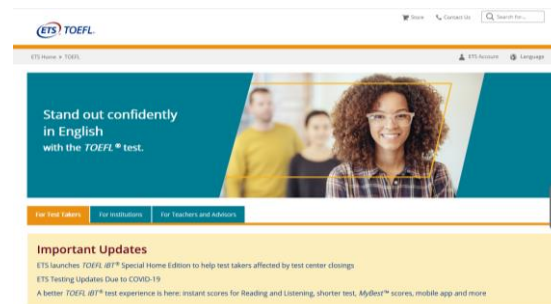 Store Contact Us Search for...
ETS TOEFL.
ETS Home > TOEFL
ETS Account Language
Stand out confidently
in English
with the TOEFL® test.
For Test Takers For Institutions For Teachers and Advisors
Important Updates
ETS launches TOEFL iBT® Special Home Edition to help test takers affected by test center closings
ETS Testing Updates Due to COVID-19
A better TOEFL iBT® test experience is here: instant scores for Reading and Listening, shorter test, MyBest™ scores, mobile app and more